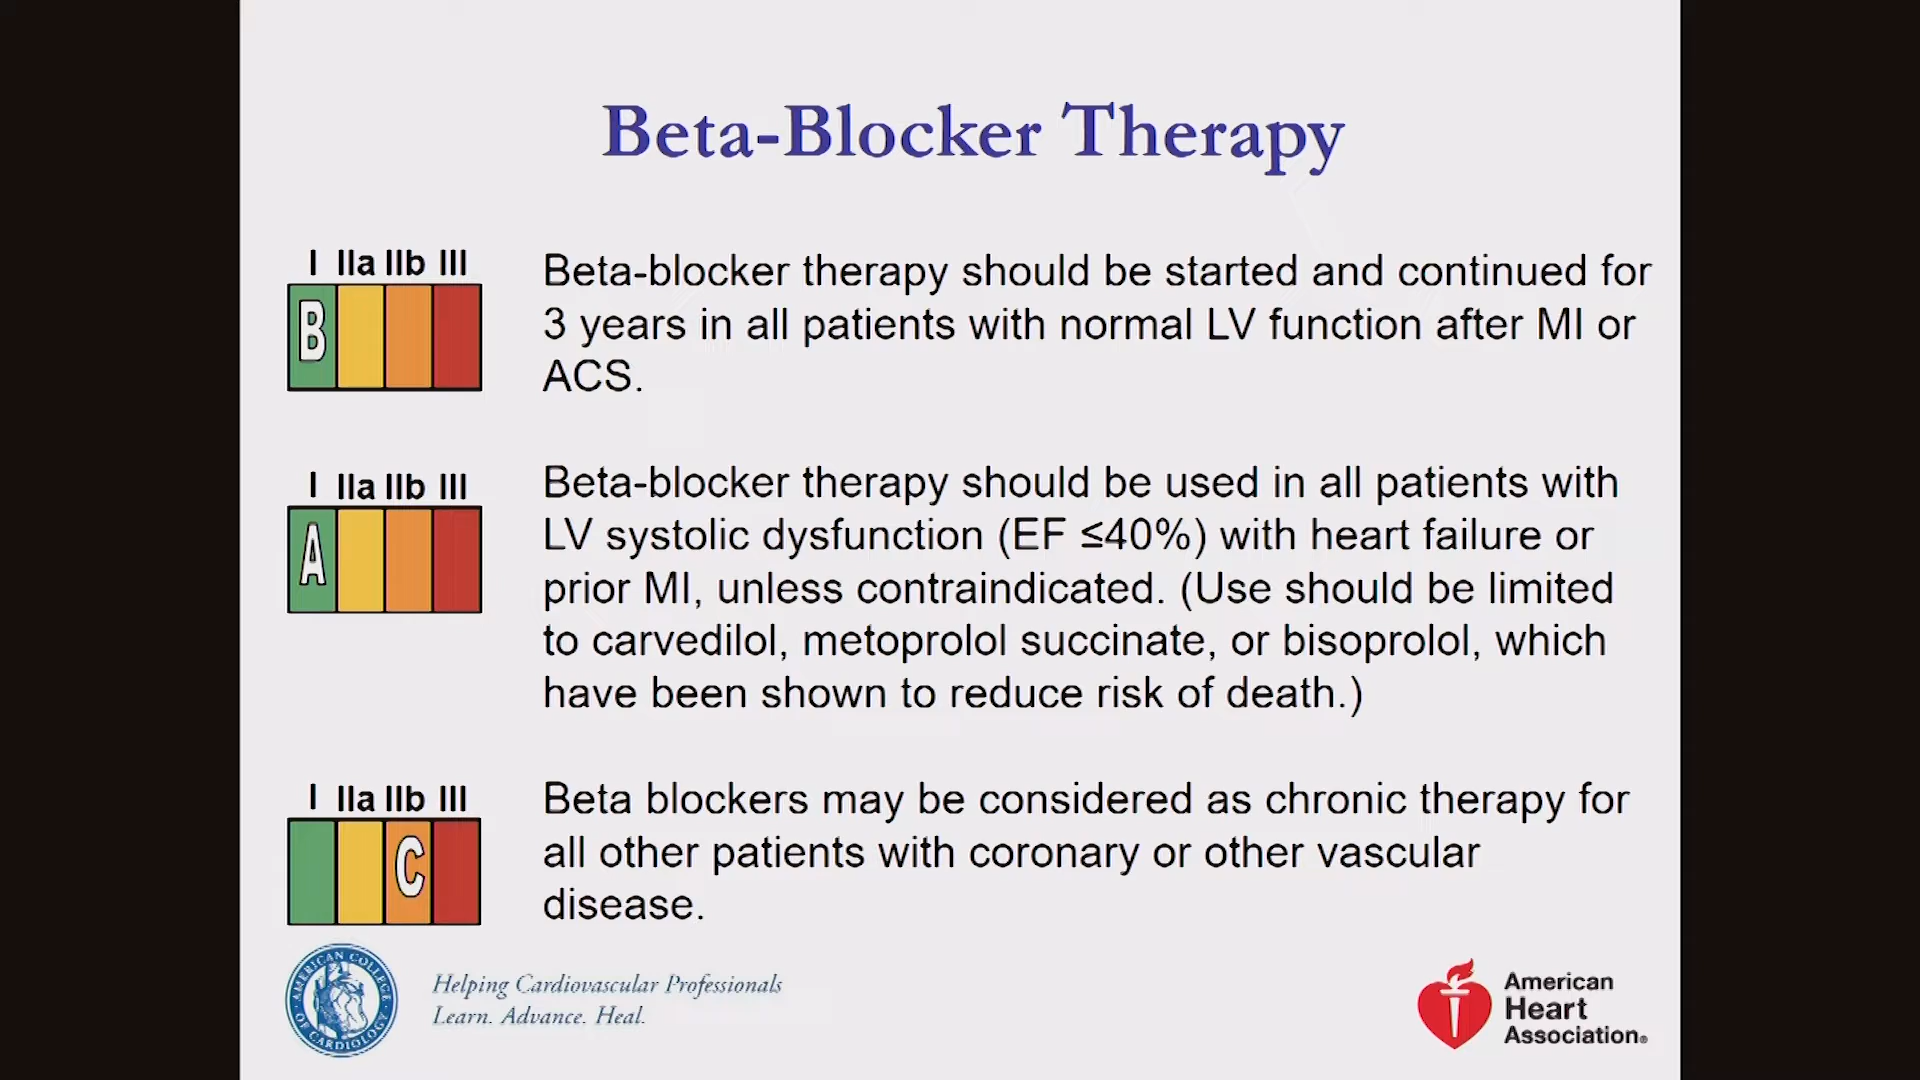 Beta-Blocker Therapy
I IIa IIb III
B
Beta-blocker therapy should be started and continued for
3 years in all patients with normal LV function after MI or
ACS.
I IIa IIb III
A
Beta-blocker therapy should be used in all patients with
LV systolic dysfunction (EF ≤40%) with heart failure or
prior MI, unless contraindicated. (Use should be limited
to carvedilol, metoprolol succinate, or bisoprolol, which
have been shown to reduce risk of death.)
I IIa IIb III
C
Beta blockers may be considered as chronic therapy for
all other patients with coronary or other vascular
disease.
AMERICAN COLLEGE OF CARDIOLOGY
Helping Cardiovascular Professionals
Learn. Advance. Heal.
American
Heart
Association®